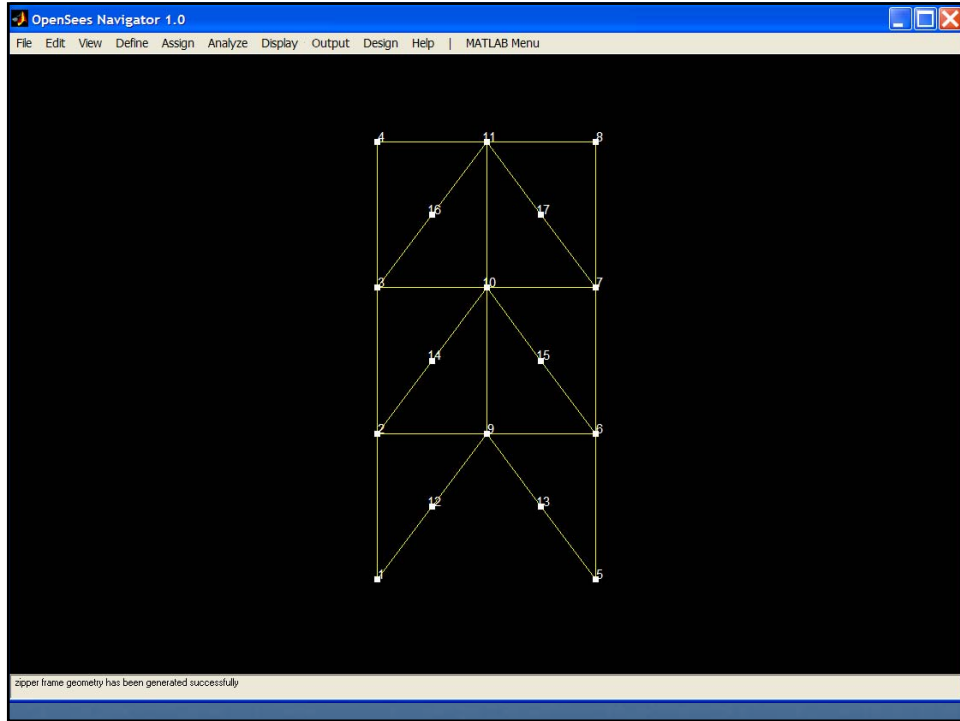 OpenSees Navigator 1.0
File Edit View Define Assign Analyze Display Output Design Help | MATLAB Menu
4 11 8
16 17
3 10 7
14 15
2 9 6
12 13
1 5
zipper frame geometry has been generated successfully